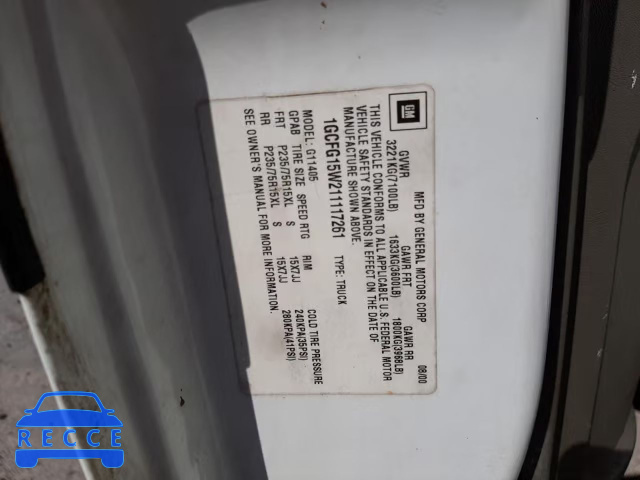 GM
MFD BY GENERAL MOTORS CORP 08/00
GVWR GAWR FRT GAWR RR
3221KG(7100LB) 1633KG(3600LB) 1800KG(3968LB)
THIS VEHICLE CONFORMS TO ALL APPLICABLE U.S. FEDERAL MOTOR
VEHICLE SAFETY STANDARDS IN EFFECT ON THE DATE OF
MANUFACTURE SHOWN ABOVE.
1GCFG15W211117261 TYPE: TRUCK
MODEL: G11405
GPAB TIRE SIZE SPEED RTG RIM COLD TIRE PRESSURE
FRT P235/75R15XL S 15X7JJ 240KPA(35PSI)
RR P235/75R15XL S 15X7JJ 280KPA(41PSI)
SEE OWNER'S MANUAL FOR MORE INFORMATION.
RECCE